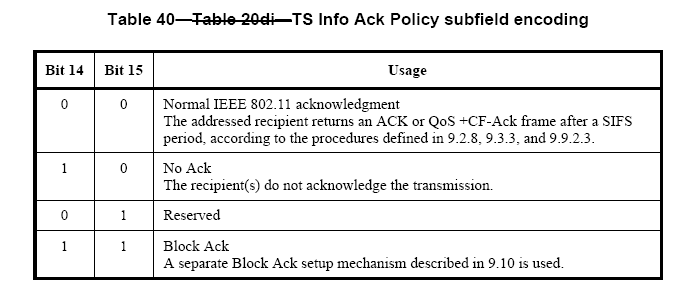 Table 40—Table 20di—TS Info Ack Policy subfield encoding
Bit 14 Bit 15 Usage
0 0 Normal IEEE 802.11 acknowledgment
The addressed recipient returns an ACK or QoS +CF-Ack frame after a SIFS
period, according to the procedures defined in 9.2.8, 9.3.3, and 9.9.2.3.
1 0 No Ack
The recipient(s) do not acknowledge the transmission.
0 1 Reserved
1 1 Block Ack
A separate Block Ack setup mechanism described in 9.10 is used.